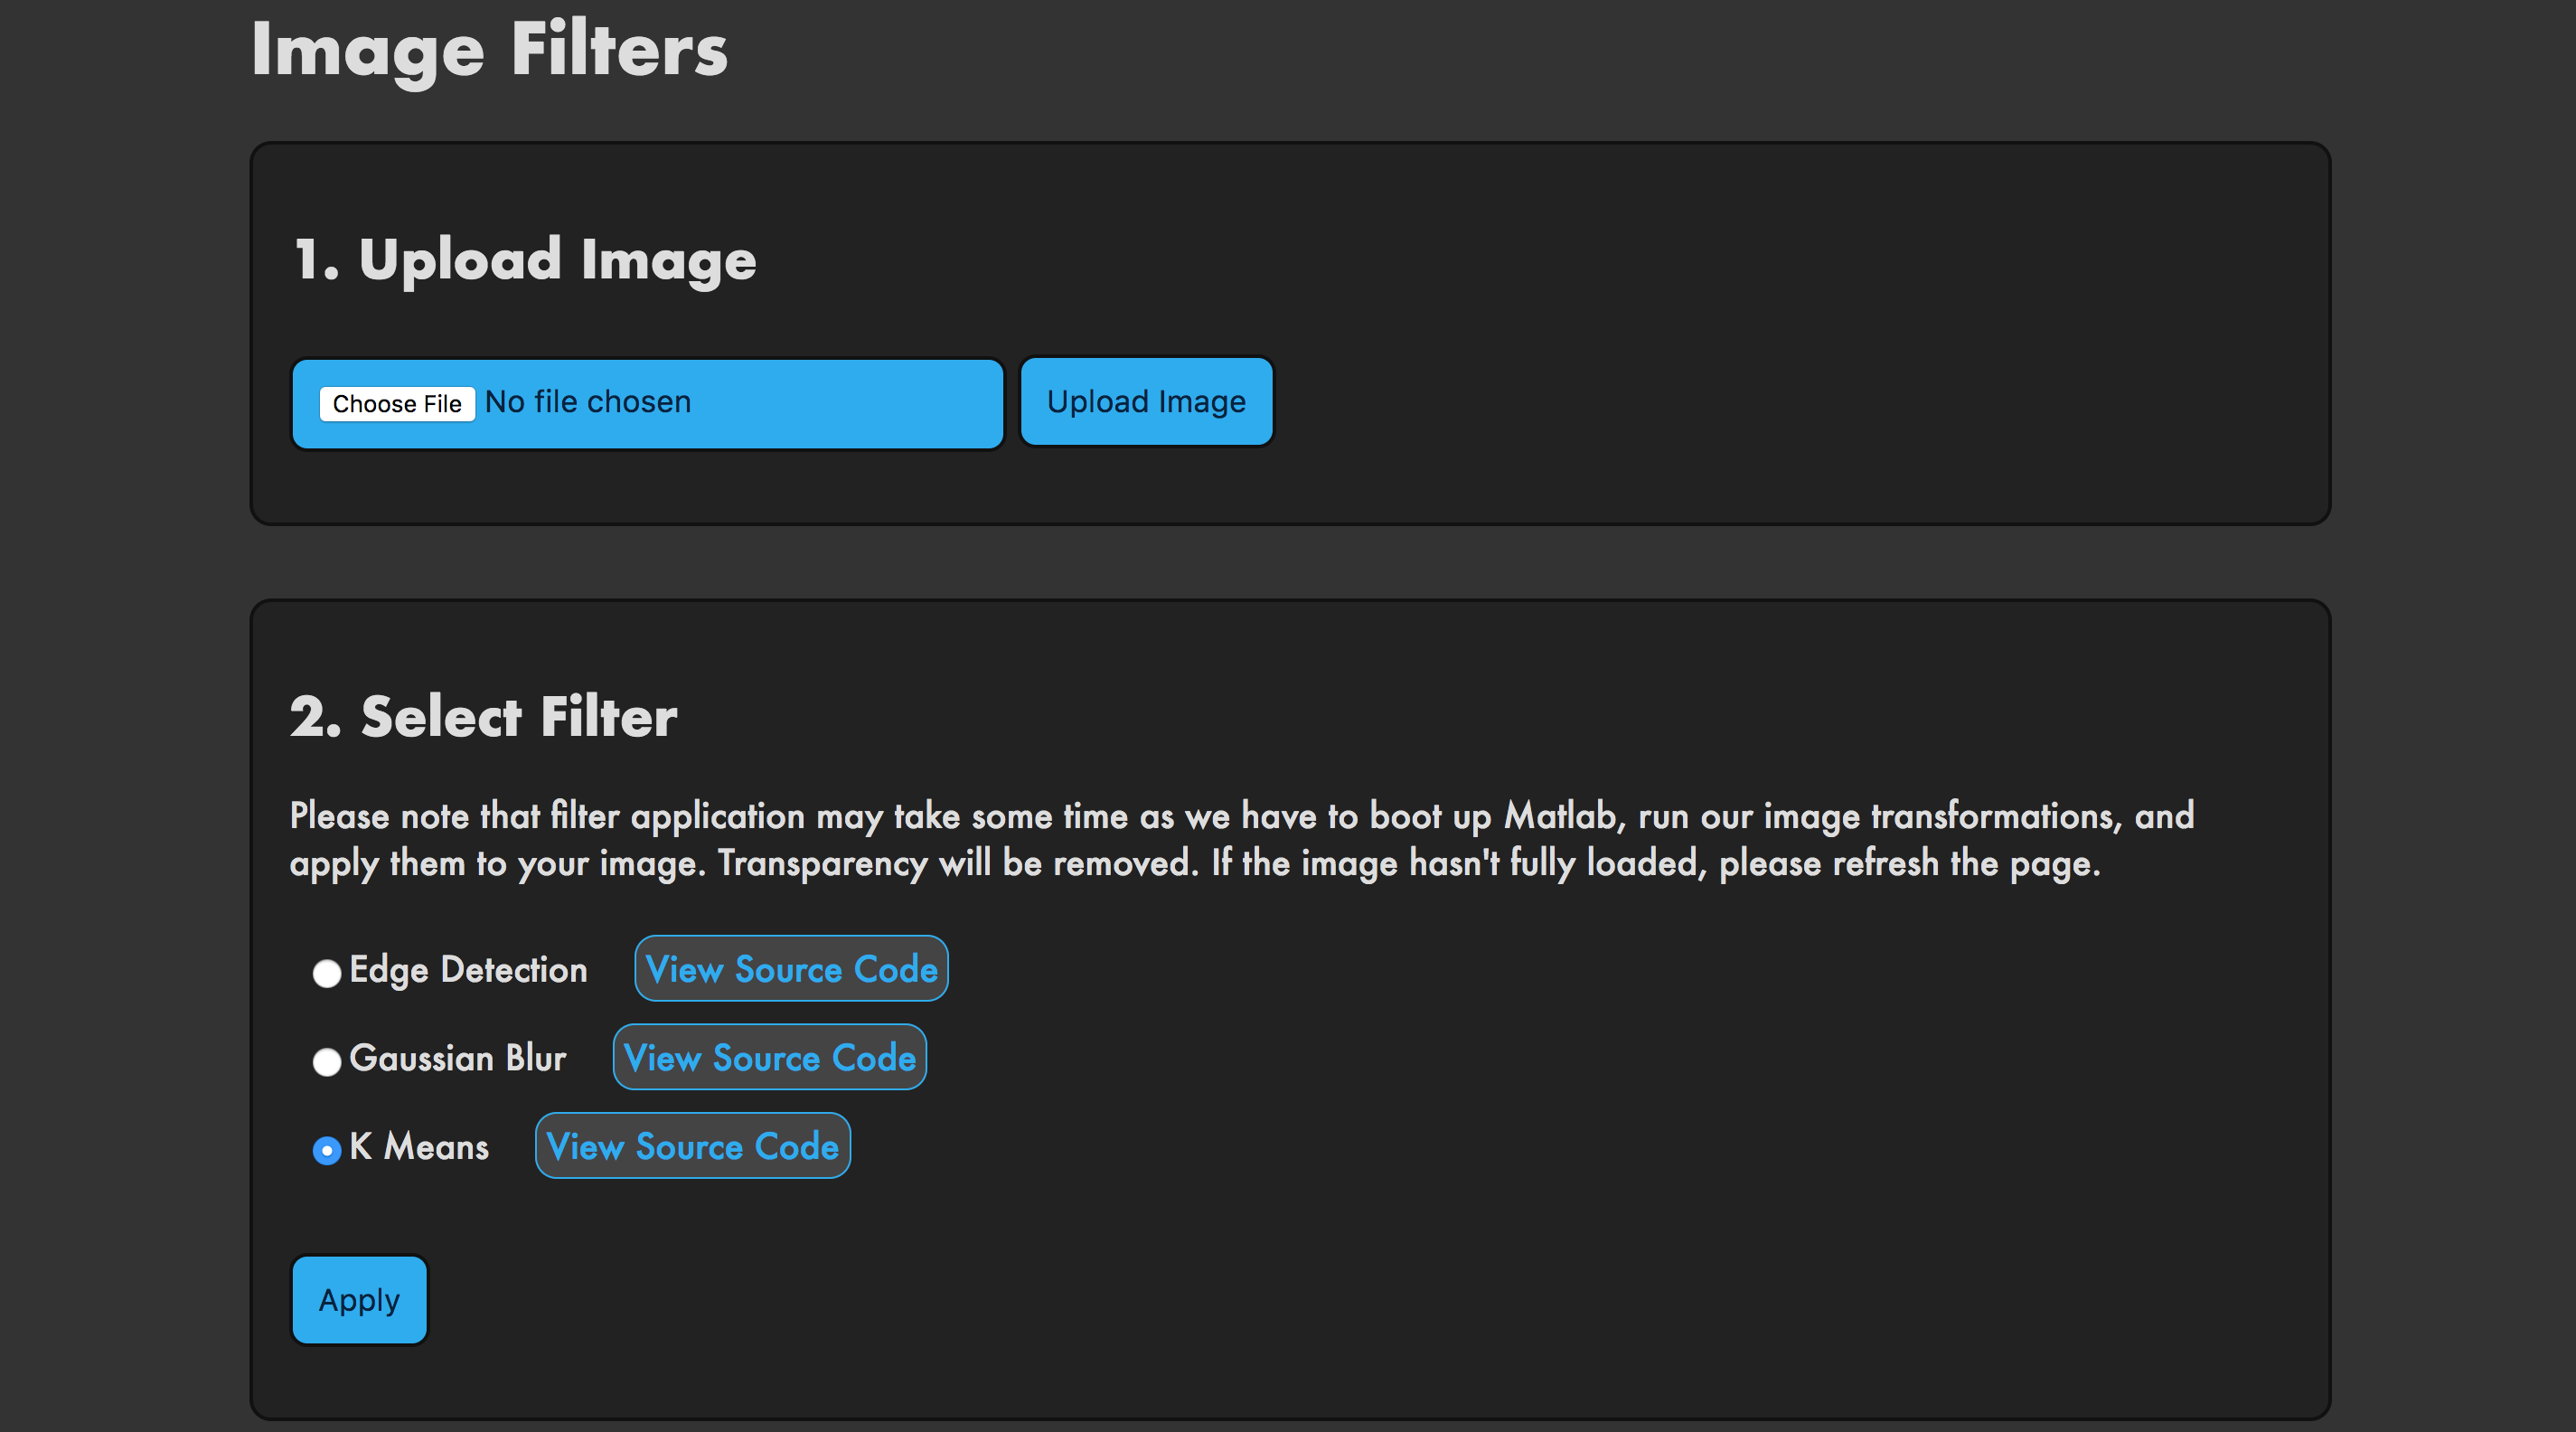 Image Filters
1. Upload Image
Choose File No file chosen Upload Image
2. Select Filter
Please note that filter application may take some time as we have to boot up Matlab, run our image transformations, and
apply them to your image. Transparency will be removed. If the image hasn't fully loaded, please refresh the page.
Edge Detection View Source Code
Gaussian Blur View Source Code
K Means View Source Code
Apply